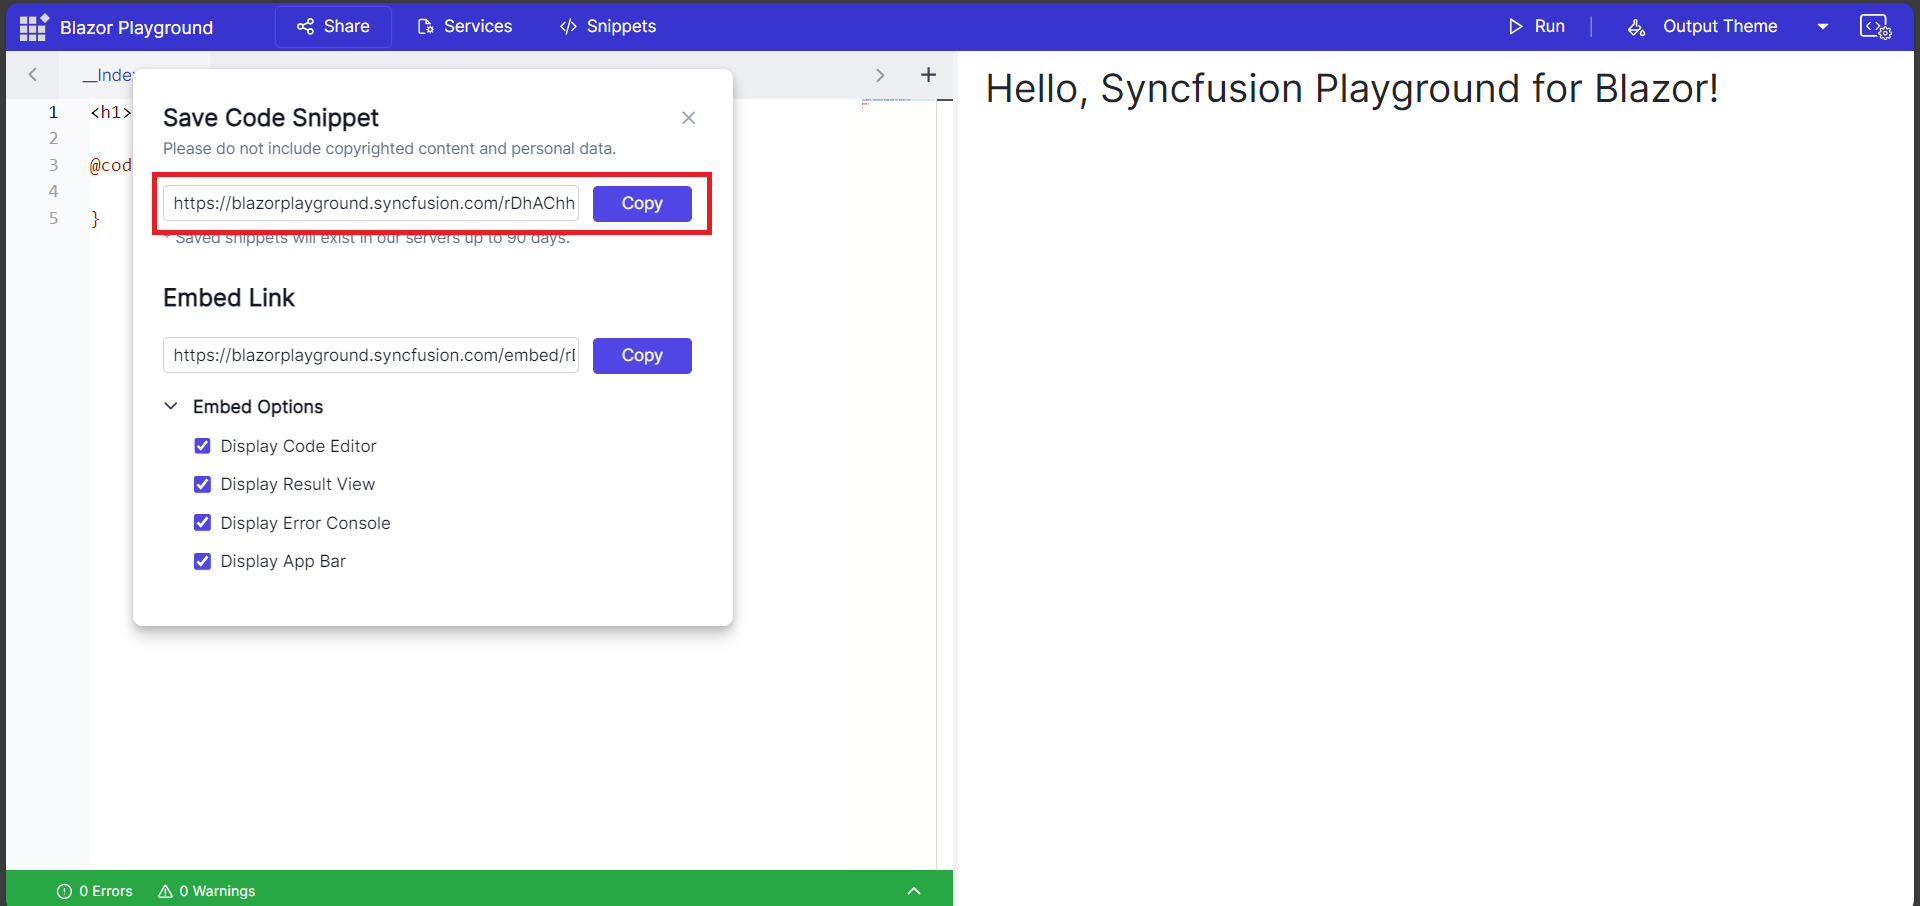 Blazor Playground Share Services Snippets Run Output Theme
__Inde
Save Code Snippet
Please do not include copyrighted content and personal data.
https://blazorplayground.syncfusion.com/rDhAChh Copy
* Saved snippets will exist in our servers up to 90 days.
Embed Link
https://blazorplayground.syncfusion.com/embed/r Copy
Embed Options
Display Code Editor
Display Result View
Display Error Console
Display App Bar
1 <h1>
2
3 @cod
4
5 }
0 Errors 0 Warnings
Hello, Syncfusion Playground for Blazor!